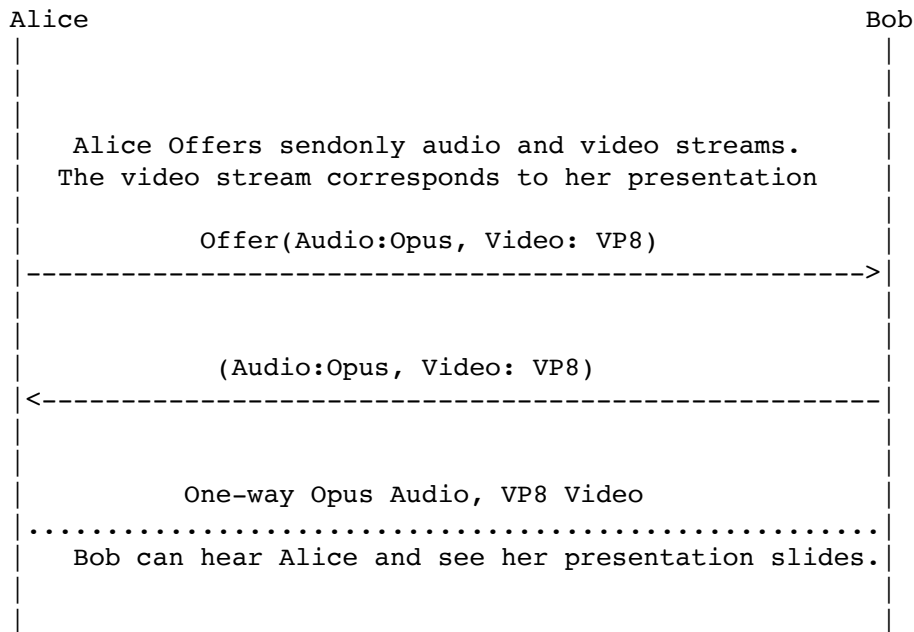 Alice Bob
Alice Offers sendonly audio and video streams.
The video stream corresponds to her presentation
Offer(Audio:Opus, Video: VP8)
(Audio:Opus, Video: VP8)
One-way Opus Audio, VP8 Video
Bob can hear Alice and see her presentation slides.